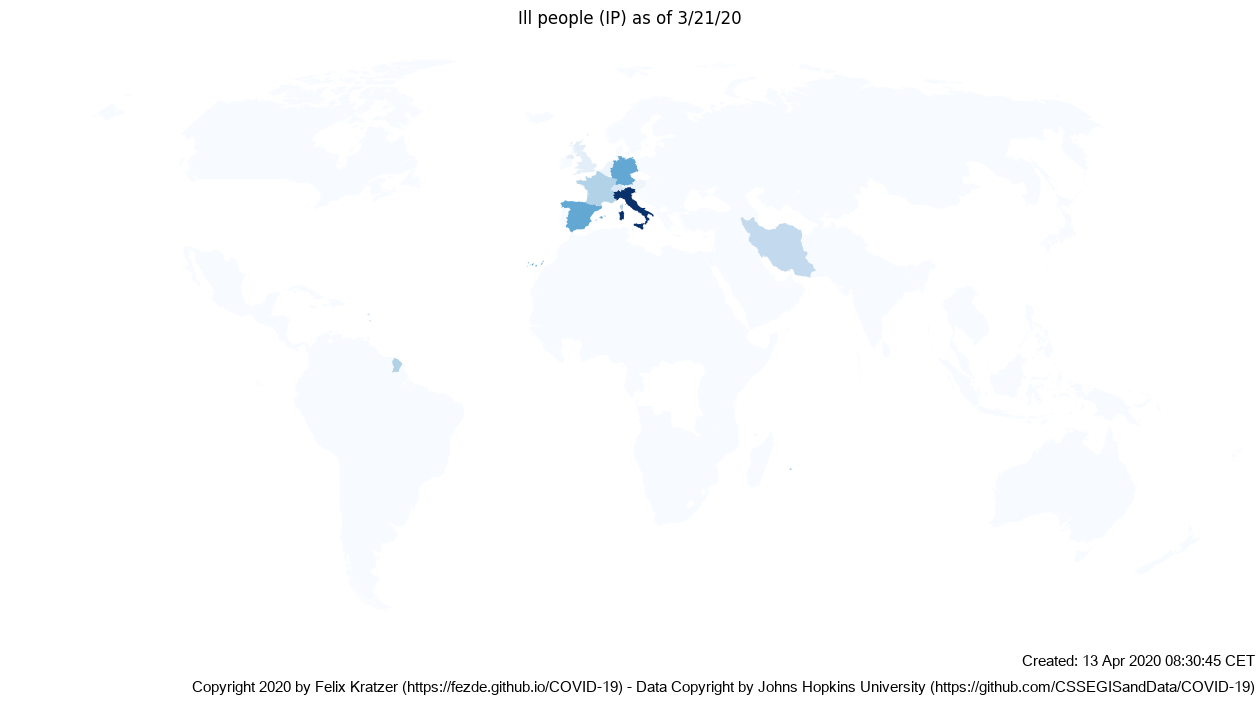 Ill people (IP) as of 3/21/20
Created: 13 Apr 2020 08:30:45 CET
Copyright 2020 by Felix Kratzer (https://fezde.github.io/COVID-19) - Data Copyright by Johns Hopkins University (https://github.com/CSSEGISandData/COVID-19)